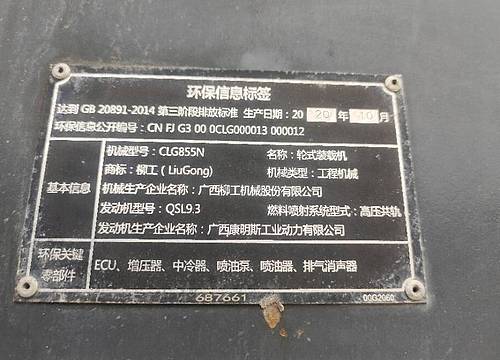 环保信息标签
达到 GB 20891-2014 第三阶段排放标准 生产日期：20 20 年 10 月
环保信息公开编号：CN FJ G3 00 0CLG000013 000012
基本信息
机械型号：CLG855N 名称：轮式装载机
商标：柳工（LiuGong） 机械类型：工程机械
机械生产企业名称：广西柳工机械股份有限公司
发动机型号：QSL9.3 燃料喷射系统型式：高压共轨
发动机生产企业名称：广西康明斯工业动力有限公司
环保关键零部件
ECU、增压器、中冷器、喷油泵、喷油器、排气消声器
687661 00G2060